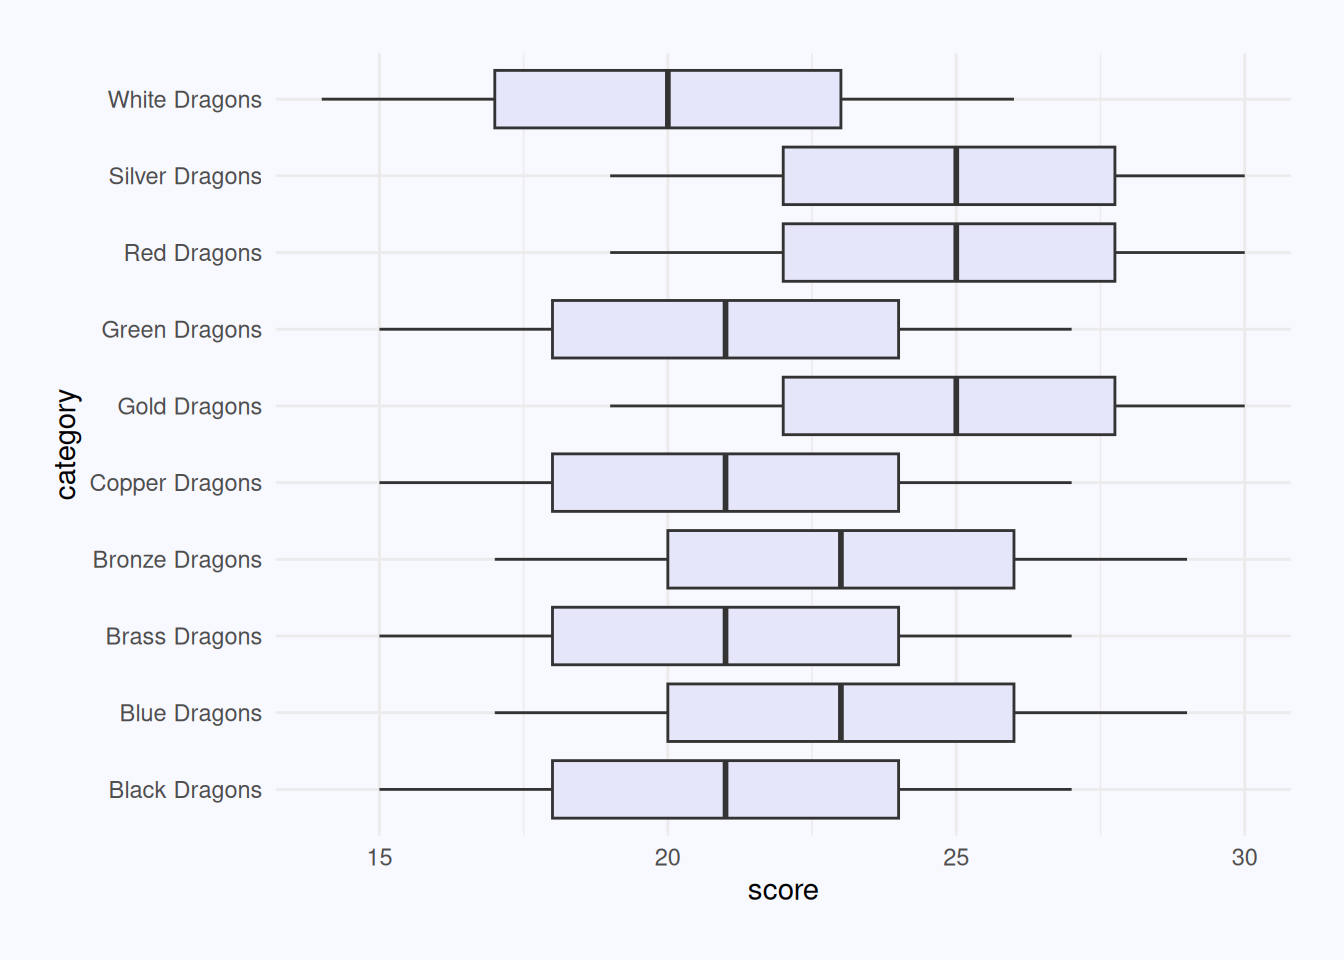 White Dragons
Silver Dragons
Red Dragons
Green Dragons
Gold Dragons
Copper Dragons
Bronze Dragons
Brass Dragons
Blue Dragons
Black Dragons
category
15 20 25 30
score